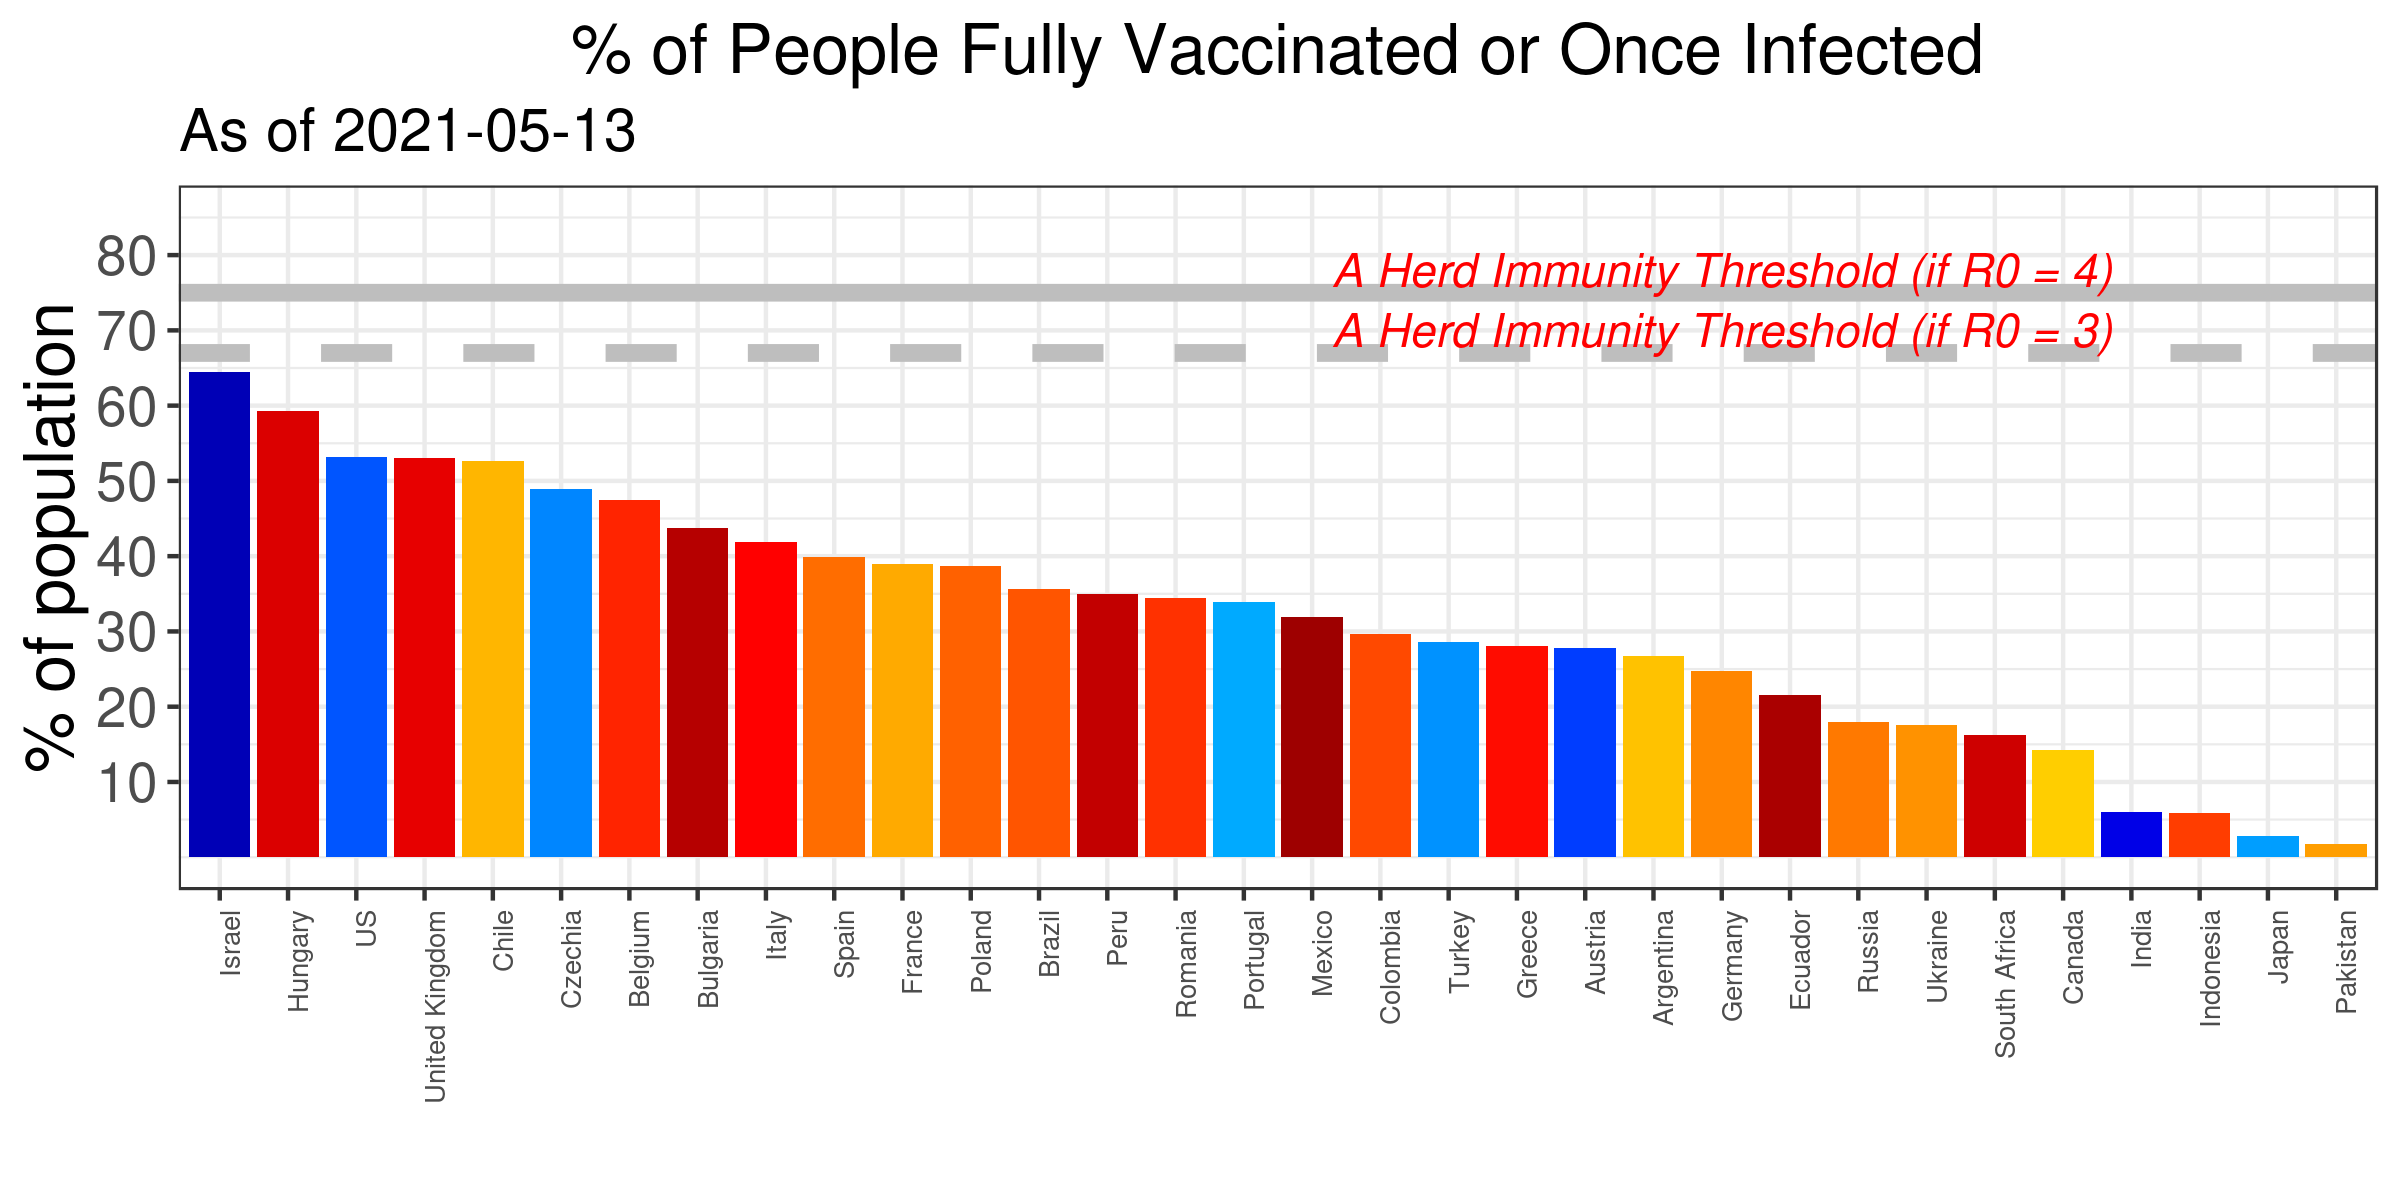 % of People Fully Vaccinated or Once Infected
As of 2021-05-13
% of population
80
70
60
50
40
30
20
10
A Herd Immunity Threshold (if R0 = 4)
A Herd Immunity Threshold (if R0 = 3)
Israel
Hungary
US
United Kingdom
Chile
Czechia
Belgium
Bulgaria
Italy
Spain
France
Poland
Brazil
Peru
Romania
Portugal
Mexico
Colombia
Turkey
Greece
Austria
Argentina
Germany
Ecuador
Russia
Ukraine
South Africa
Canada
India
Indonesia
Japan
Pakistan